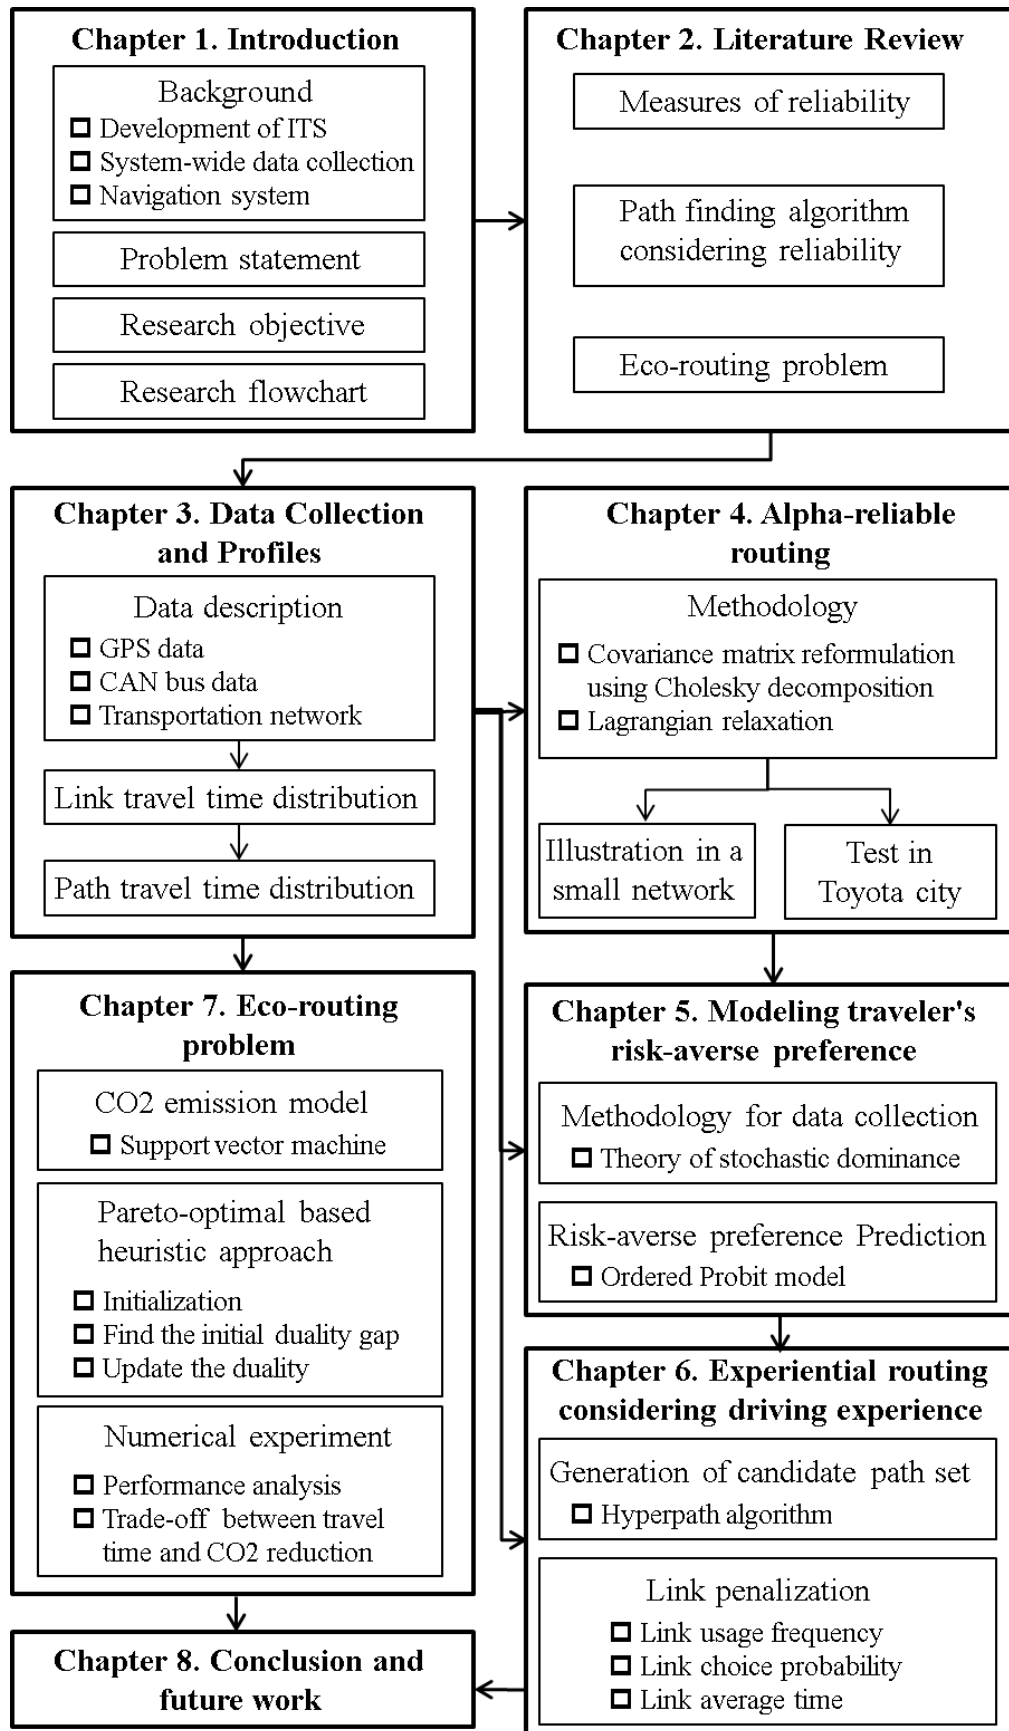 Chapter 1. Introduction
Background
Development of ITS
System-wide data collection
Navigation system
Problem statement
Research objective
Research flowchart
Chapter 2. Literature Review
Measures of reliability
Path finding algorithm
considering reliability
Eco-routing problem
Chapter 3. Data Collection
and Profiles
Data description
GPS data
CAN bus data
Transportation network
Link travel time distribution
Path travel time distribution
Chapter 4. Alpha-reliable
routing
Methodology
Covariance matrix reformulation
using Cholesky decomposition
Lagrangian relaxation
Illustration in a
small network
Test in
Toyota city
Chapter 5. Modeling traveler's
risk-averse preference
Methodology for data collection
Theory of stochastic dominance
Risk-averse preference Prediction
Ordered Probit model
Chapter 6. Experiential routing
considering driving experience
Generation of candidate path set
Hyperpath algorithm
Link penalization
Link usage frequency
Link choice probability
Link average time
Chapter 7. Eco-routing
problem
CO2 emission model
Support vector machine
Pareto-optimal based
heuristic approach
Initialization
Find the initial duality gap
Update the duality
Numerical experiment
Performance analysis
Trade-off between travel
time and CO2 reduction
Chapter 8. Conclusion and
future work